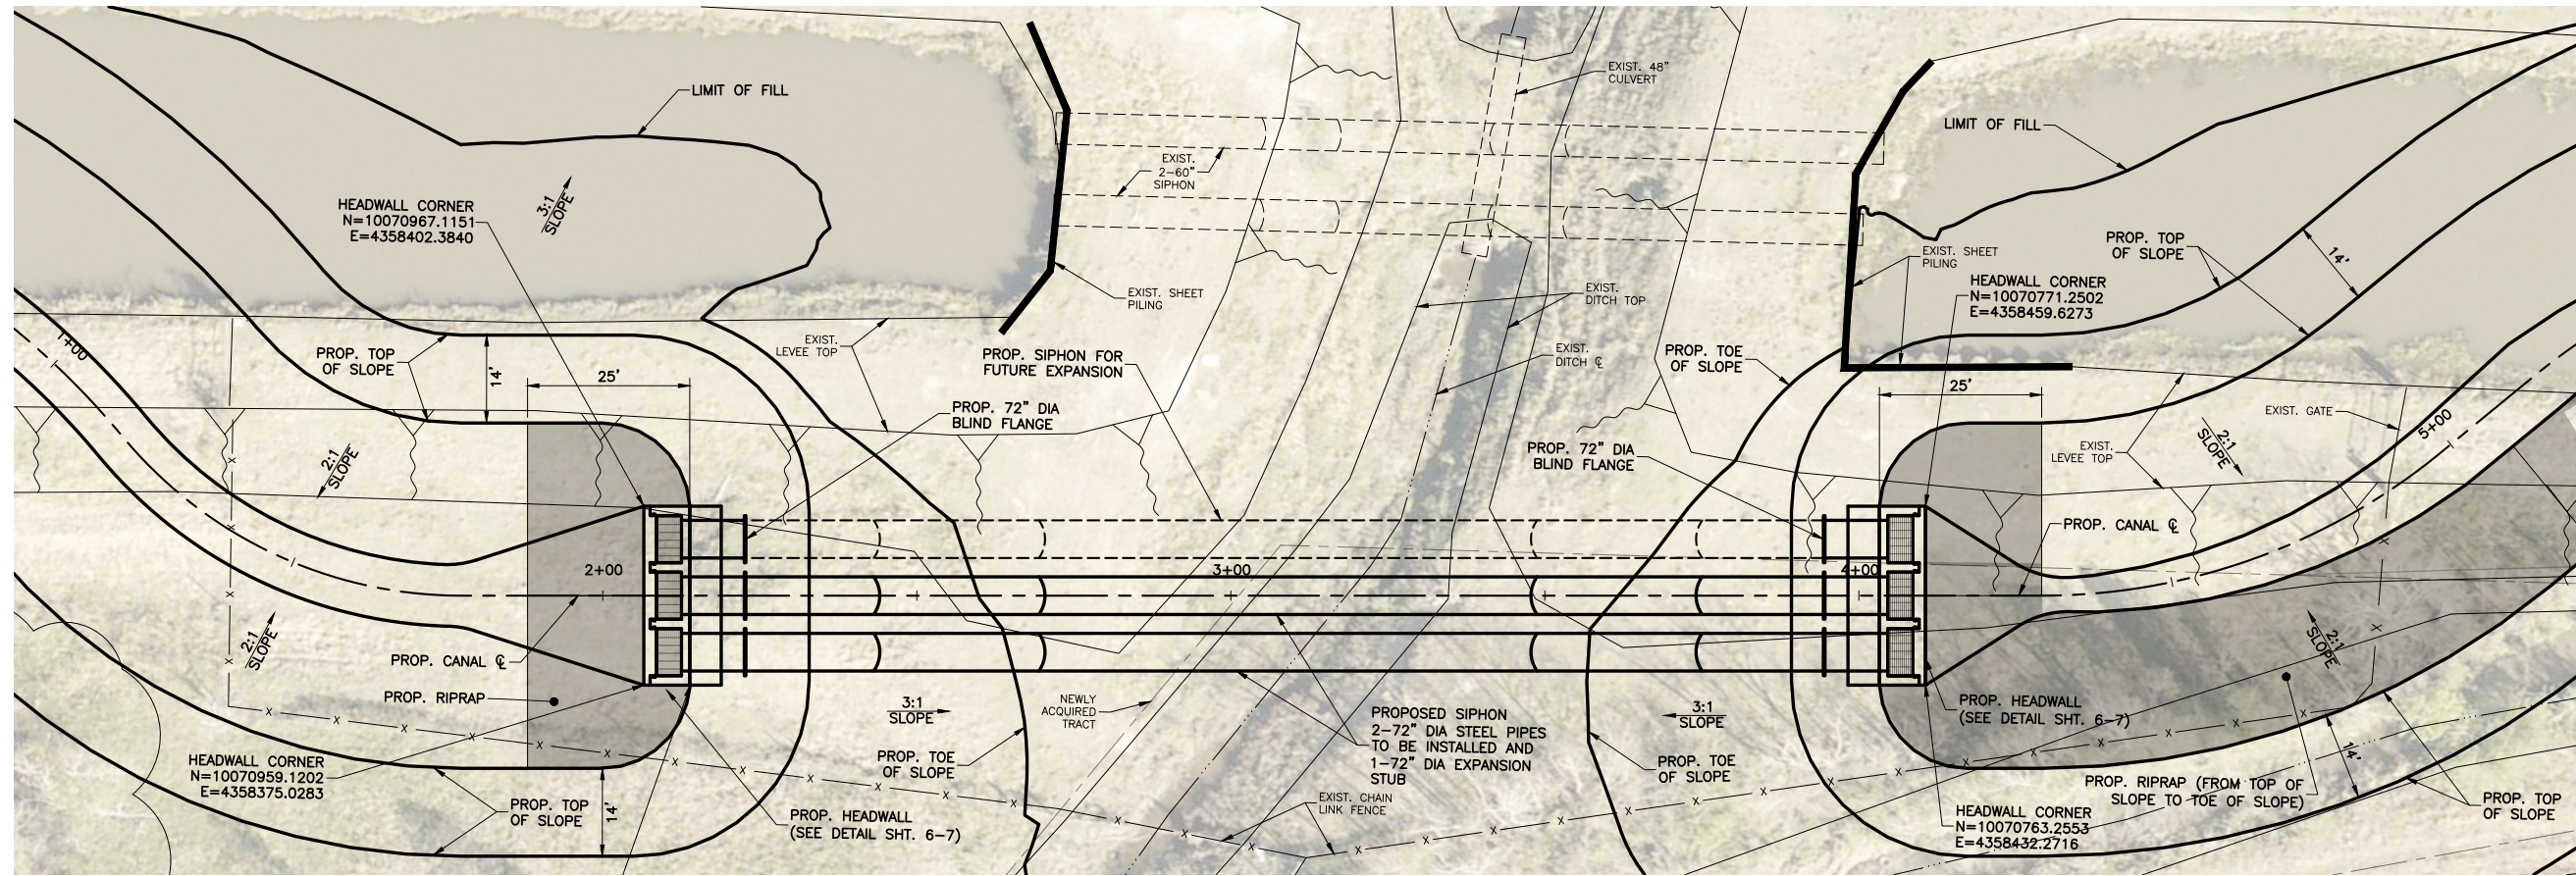 EXIST. 48"
CULVERT
LIMIT OF FILL
LIMIT OF FILL
EXIST.
2-60"
SIPHON
HEADWALL CORNER
N=10070967.1151
E=4358402.3840
3:1
SLOPE
PROP. TOP
OF SLOPE
14'
EXIST. SHEET
PILING
HEADWALL CORNER
N=10070771.2502
E=4358459.6273
EXIST. SHEET
PILING
EXIST.
DITCH TOP
1+00
PROP. TOP
OF SLOPE
14'
25'
EXIST.
LEVEE TOP
PROP. SIPHON FOR
FUTURE EXPANSION
EXIST.
DITCH ℄
PROP. TOE
OF SLOPE
25'
PROP. 72" DIA
BLIND FLANGE
EXIST. GATE
5+00
2:1
SLOPE
PROP. 72" DIA
BLIND FLANGE
EXIST.
LEVEE TOP
2:1
SLOPE
PROP. CANAL ℄
2+00
3+00
4+00
2:1
SLOPE
PROP. CANAL ℄
PROP. RIPRAP
2:1
SLOPE
3:1
SLOPE
NEWLY
ACQUIRED
TRACT
PROPOSED SIPHON
2-72" DIA STEEL PIPES
TO BE INSTALLED AND
1-72" DIA EXPANSION
STUB
3:1
SLOPE
PROP. HEADWALL
(SEE DETAIL SHT. 6-7)
HEADWALL CORNER
N=10070959.1202
E=4358375.0283
PROP. TOE
OF SLOPE
PROP. TOE
OF SLOPE
14'
PROP. RIPRAP (FROM TOP OF
SLOPE TO TOE OF SLOPE)
PROP. TOP
OF SLOPE
14'
PROP. HEADWALL
(SEE DETAIL SHT. 6-7)
EXIST. CHAIN
LINK FENCE
HEADWALL CORNER
N=10070763.2553
E=4358432.2716
PROP. TOP
OF SLOPE